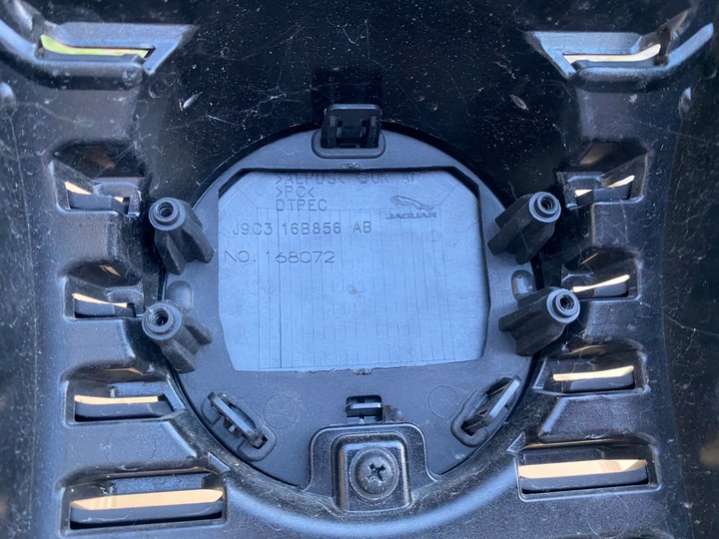 >PC<
DTPEC
JAGUAR
J9C3 16B856 AB
NO. 168072